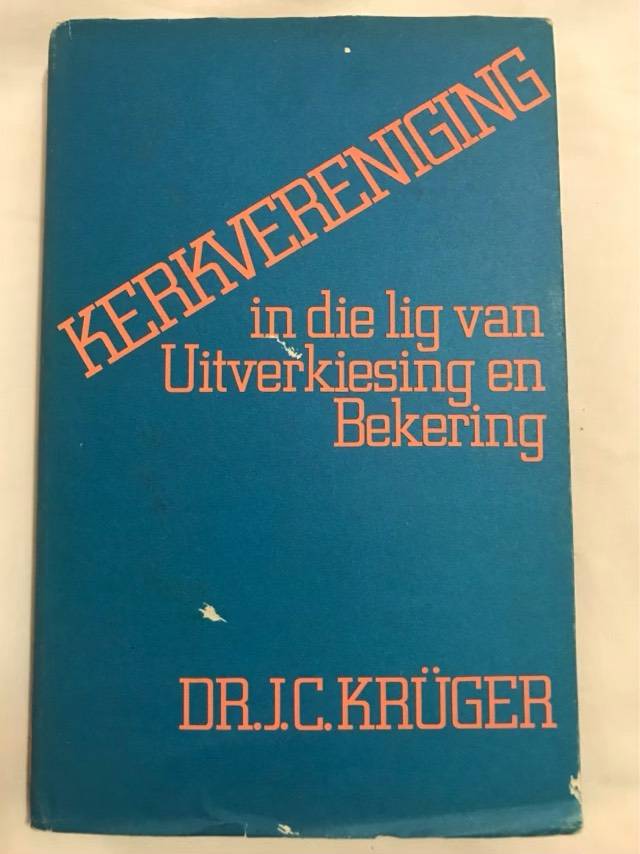 KERKVERENIGING
in die lig van
Uitverkiesing en
Bekering
DR.J.C.KRÜGER